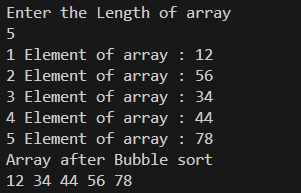 Enter the Length of array
5
1 Element of array : 12
2 Element of array : 56
3 Element of array : 34
4 Element of array : 44
5 Element of array : 78
Array after Bubble sort
12 34 44 56 78